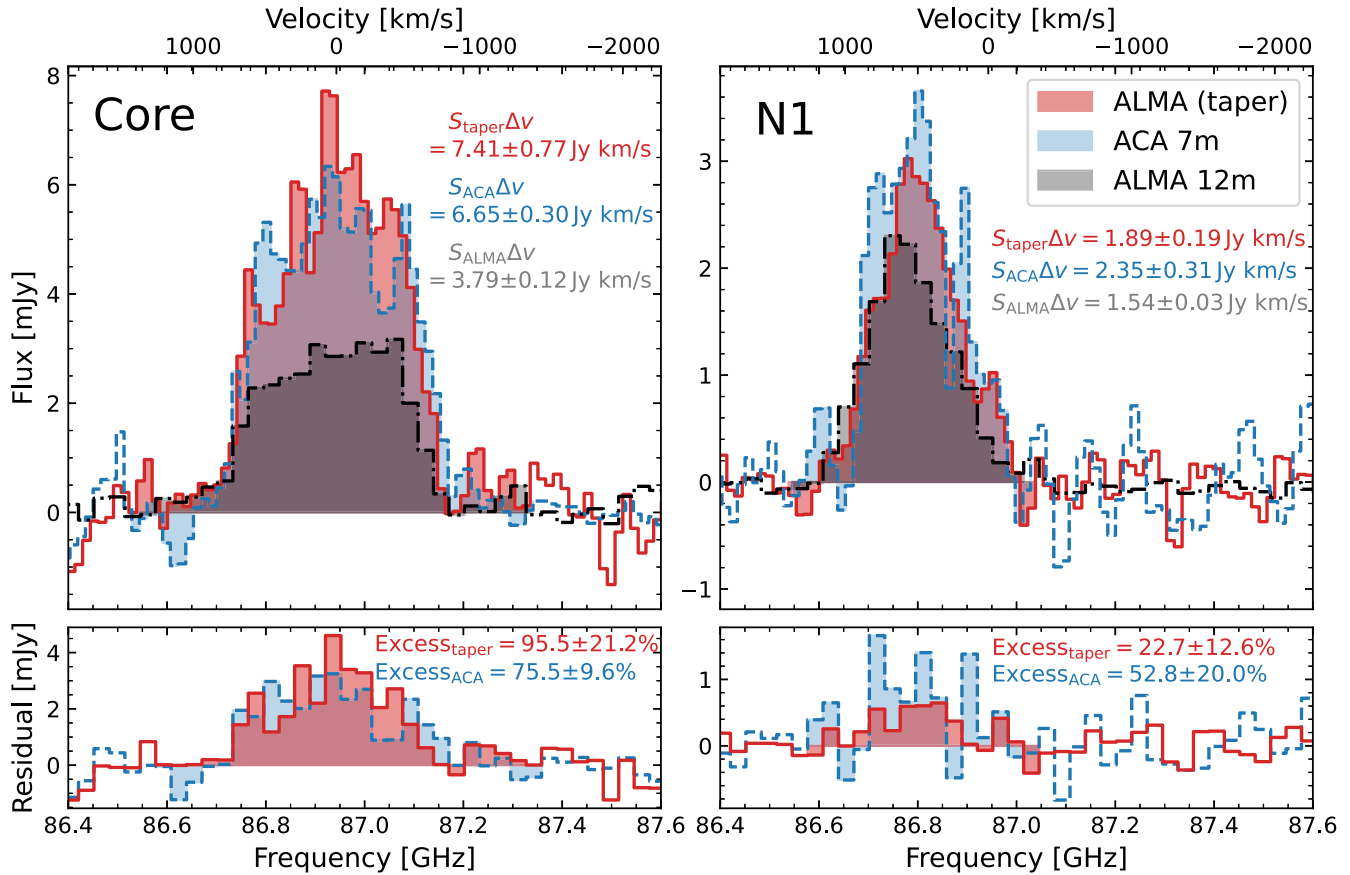 Velocity [km/s]
Velocity [km/s]
1000 0 −1000 −2000
1000 0 −1000 −2000
Core
N1
ALMA (taper)
ACA 7m
ALMA 12m
S_taperΔv
= 7.41±0.77 Jy km/s
S_ACAΔv
= 6.65±0.30 Jy km/s
S_ALMAΔv
= 3.79±0.12 Jy km/s
S_taperΔv = 1.89±0.19 Jy km/s
S_ACAΔv = 2.35±0.31 Jy km/s
S_ALMAΔv = 1.54±0.03 Jy km/s
Flux [mJy]
8
6
4
2
0
3
2
1
0
−1
Excess_taper = 95.5±21.2%
Excess_ACA = 75.5±9.6%
Excess_taper = 22.7±12.6%
Excess_ACA = 52.8±20.0%
Residual [mJy]
4
2
0
1
0
86.4 86.6 86.8 87.0 87.2 87.4 87.6
86.4 86.6 86.8 87.0 87.2 87.4 87.6
Frequency [GHz]
Frequency [GHz]